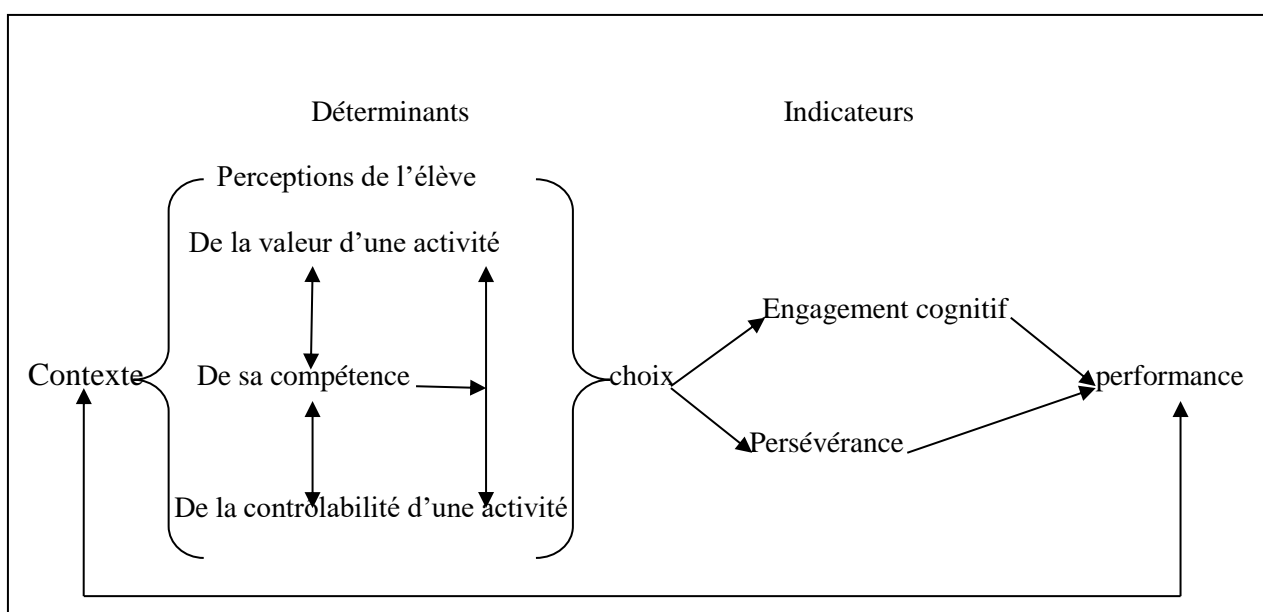 Déterminants
Indicateurs
Perceptions de l’élève
De la valeur d’une activité
Engagement cognitif
Contexte
De sa compétence
choix
performance
Persévérance
De la controlabilité d’une activité